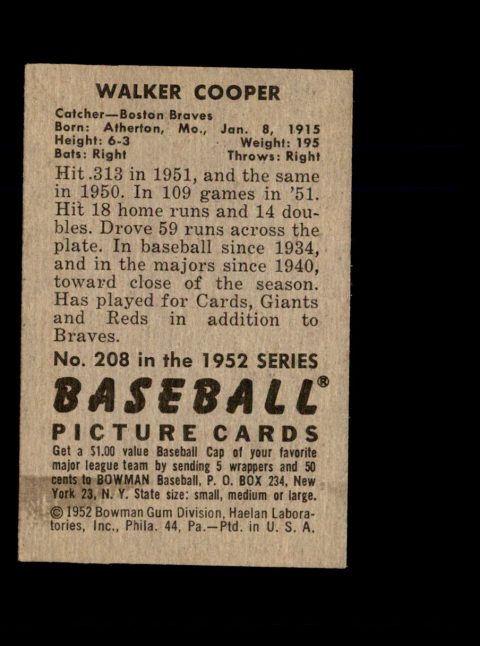 WALKER COOPER
Catcher—Boston Braves
Born: Atherton, Mo., Jan. 8, 1915
Height: 6-3 Weight: 195
Bats: Right Throws: Right
Hit .313 in 1951, and the same
in 1950. In 109 games in '51.
Hit 18 home runs and 14 dou-
bles. Drove 59 runs across the
plate. In baseball since 1934,
and in the majors since 1940,
toward close of the season.
Has played for Cards, Giants
and Reds in addition to
Braves.
No. 208 in the 1952 SERIES
BASEBALL®
PICTURE CARDS
Get a $1.00 value Baseball Cap of your favorite
major league team by sending 5 wrappers and 50
cents to BOWMAN Baseball, P. O. BOX 234, New
York 23, N. Y. State size: small, medium or large.
© 1952 Bowman Gum Division, Haelan Labora-
tories, Inc., Phila. 44, Pa.—Ptd. in U. S. A.